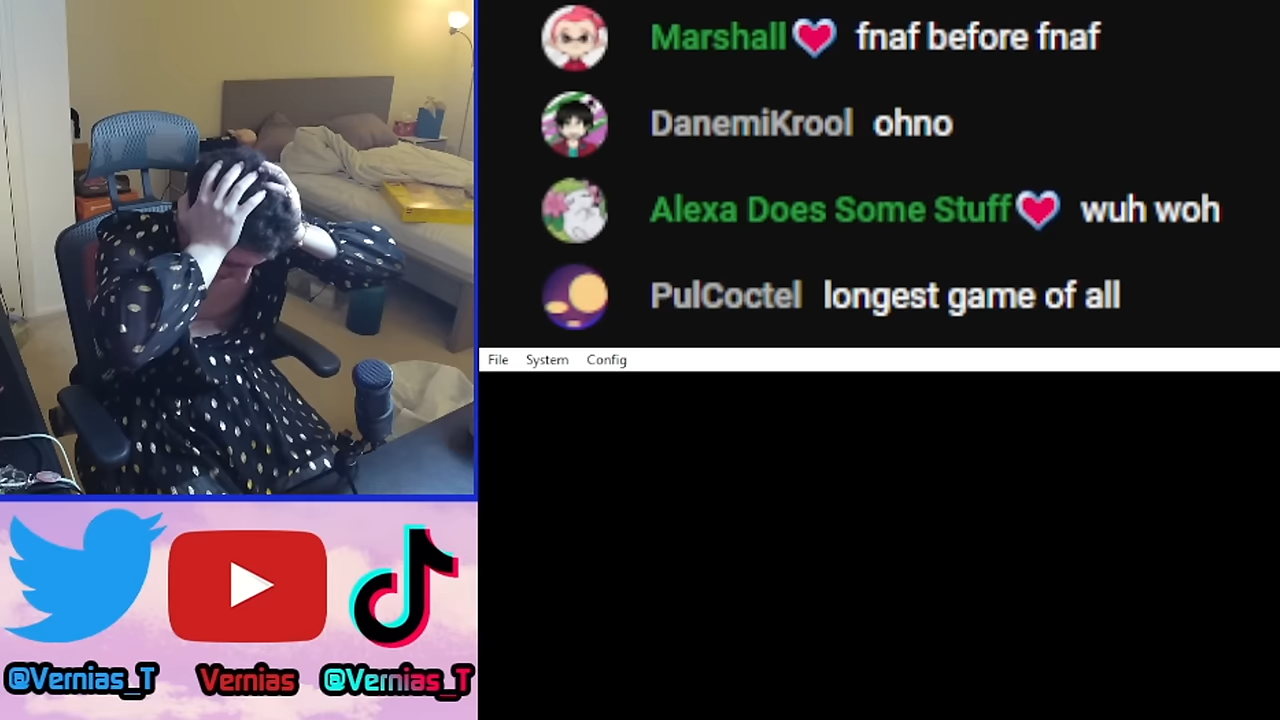 Marshall fnaf before fnaf
DanemiKrool ohno
Alexa Does Some Stuff wuh woh
PulCoctel longest game of all
File System Config
@Vernias_T Vernias @Vernias_T